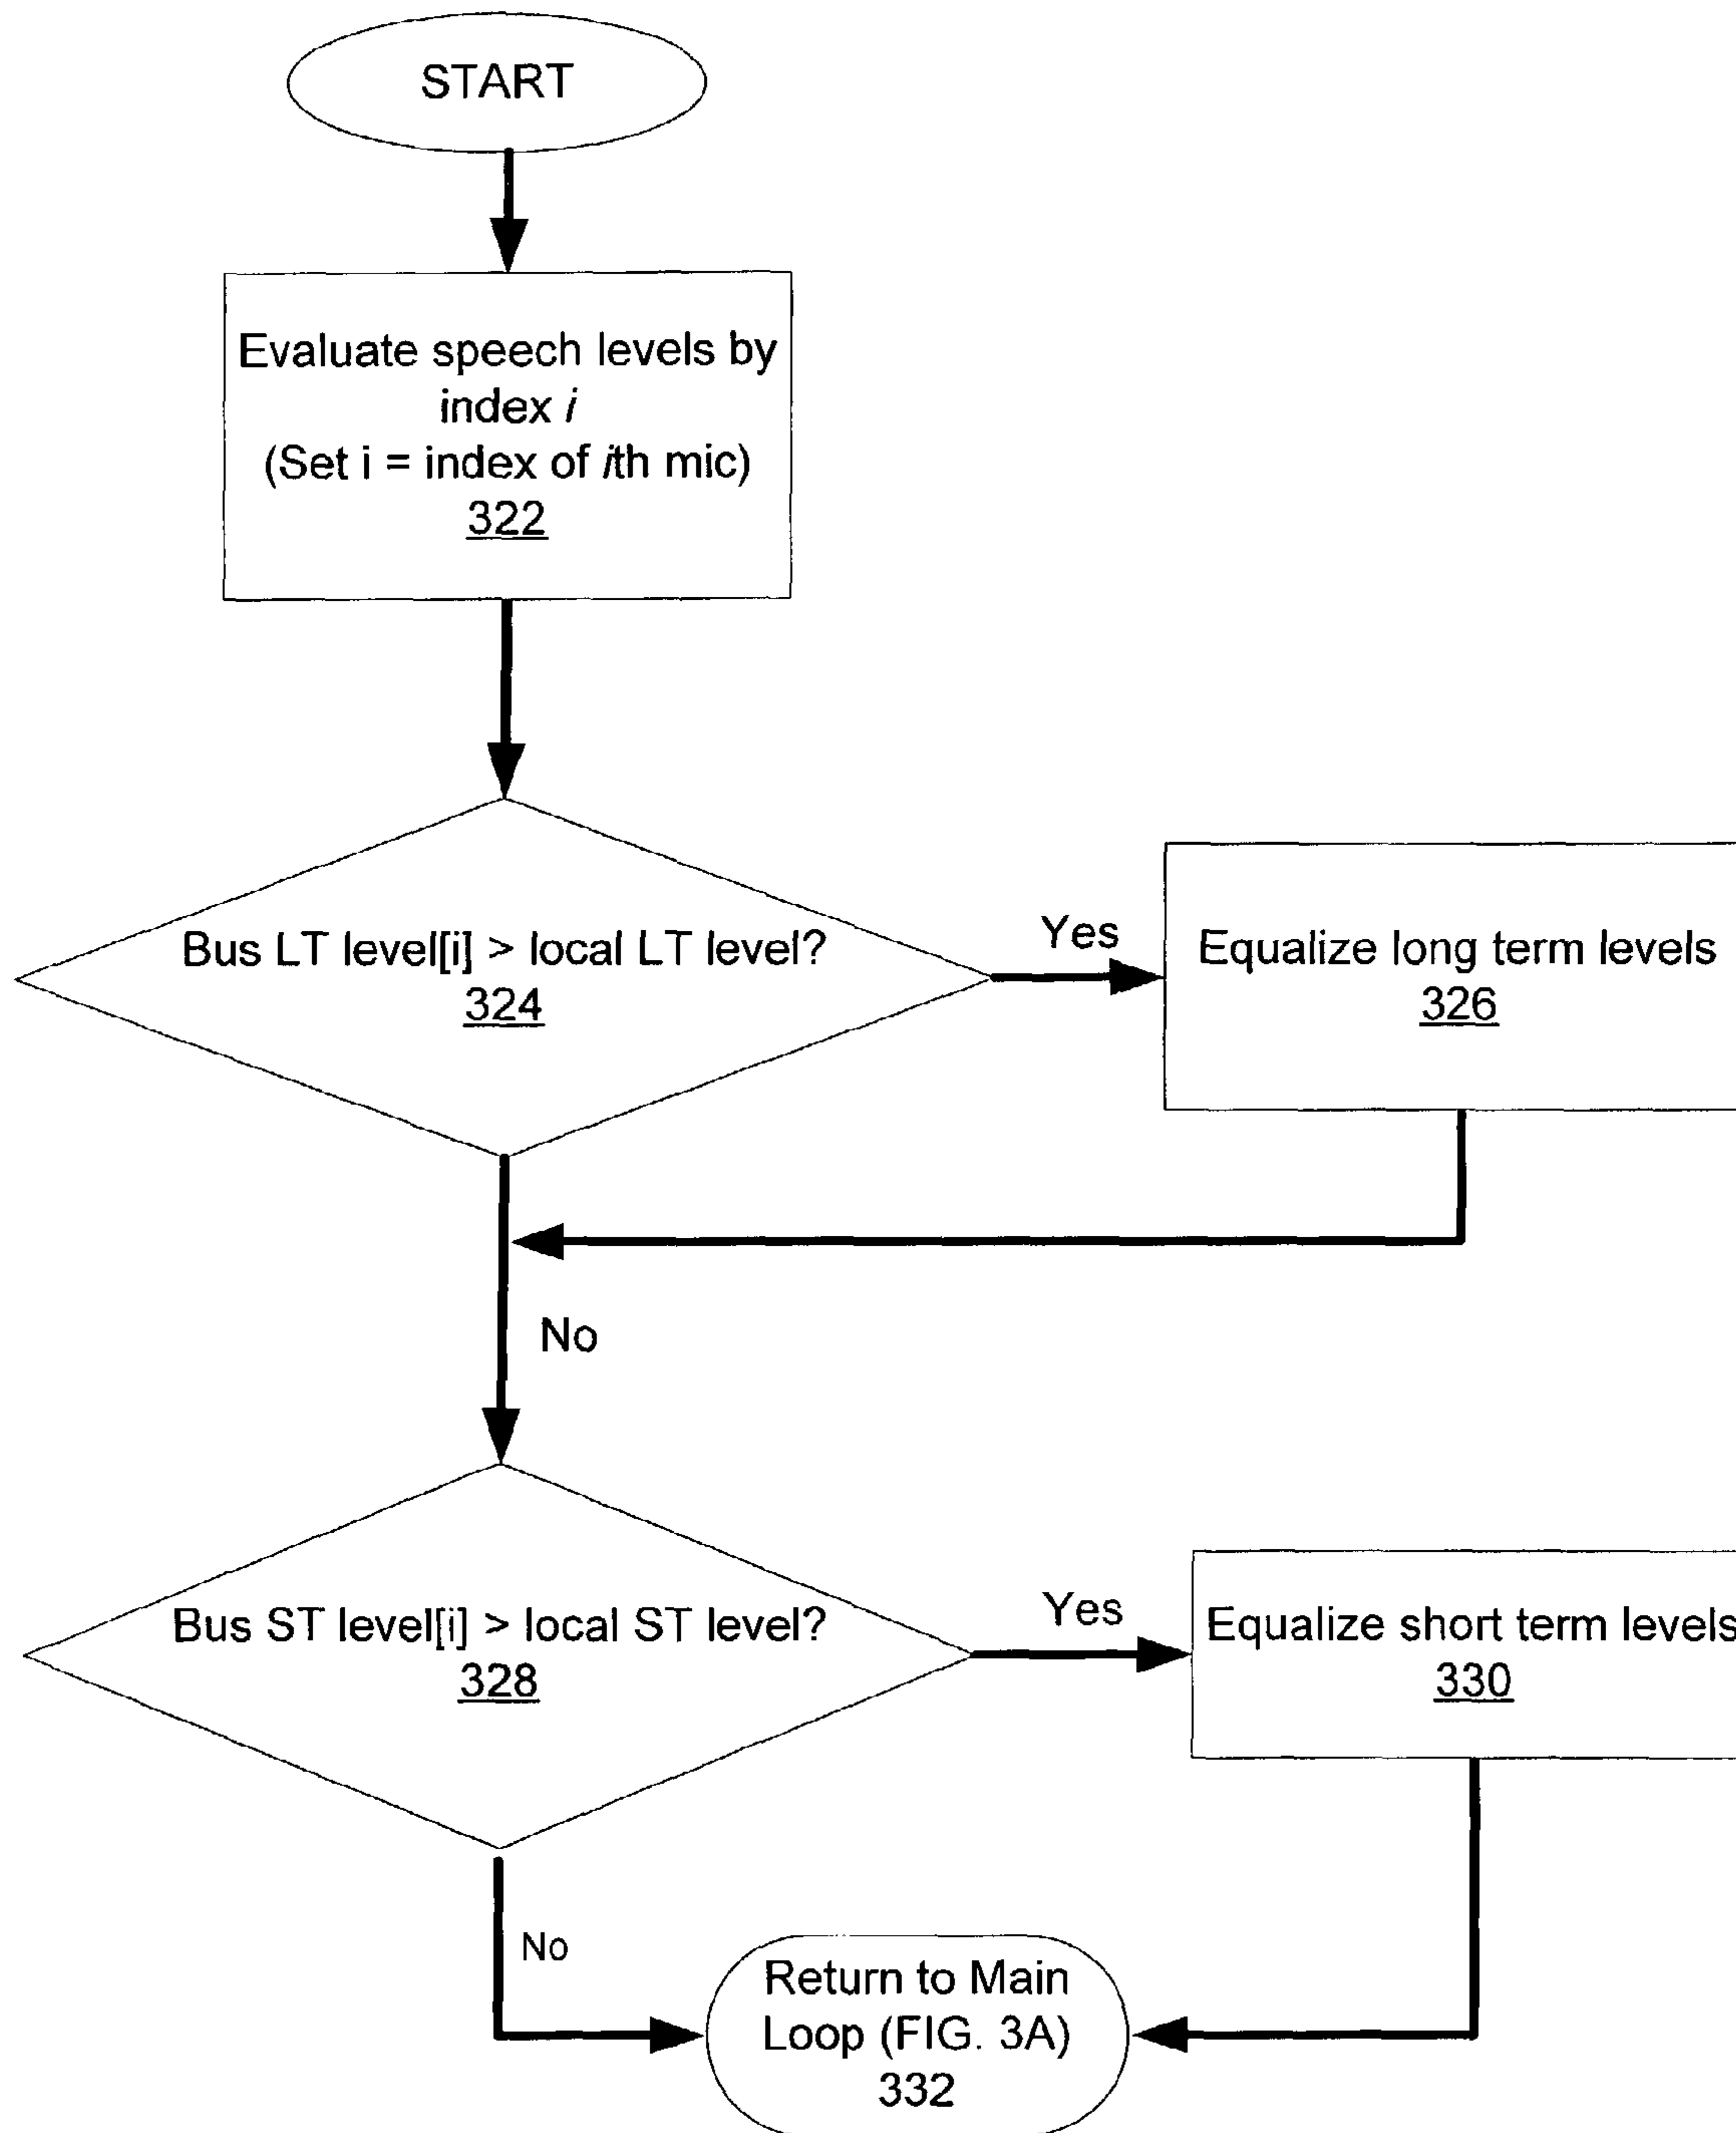 START
Evaluate speech levels by
index i
(Set i = index of ith mic)
322
Bus LT level[i] > local LT level?
324
Yes
Equalize long term levels
326
No
Bus ST level[i] > local ST level?
328
Yes
Equalize short term levels
330
No
Return to Main
Loop (FIG. 3A)
332